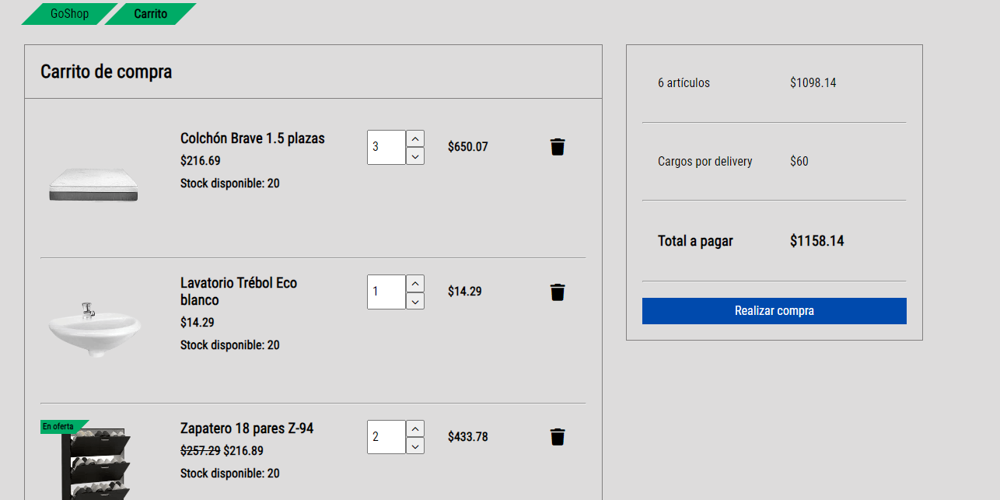 GoShop
Carrito
Carrito de compra
Colchón Brave 1.5 plazas
$216.69
Stock disponible: 20
3
$650.07
Lavatorio Trébol Eco
blanco
$14.29
Stock disponible: 20
1
$14.29
En oferta
Zapatero 18 pares Z-94
$257.29 $216.89
Stock disponible: 20
2
$433.78
6 artículos $1098.14
Cargos por delivery $60
Total a pagar $1158.14
Realizar compra